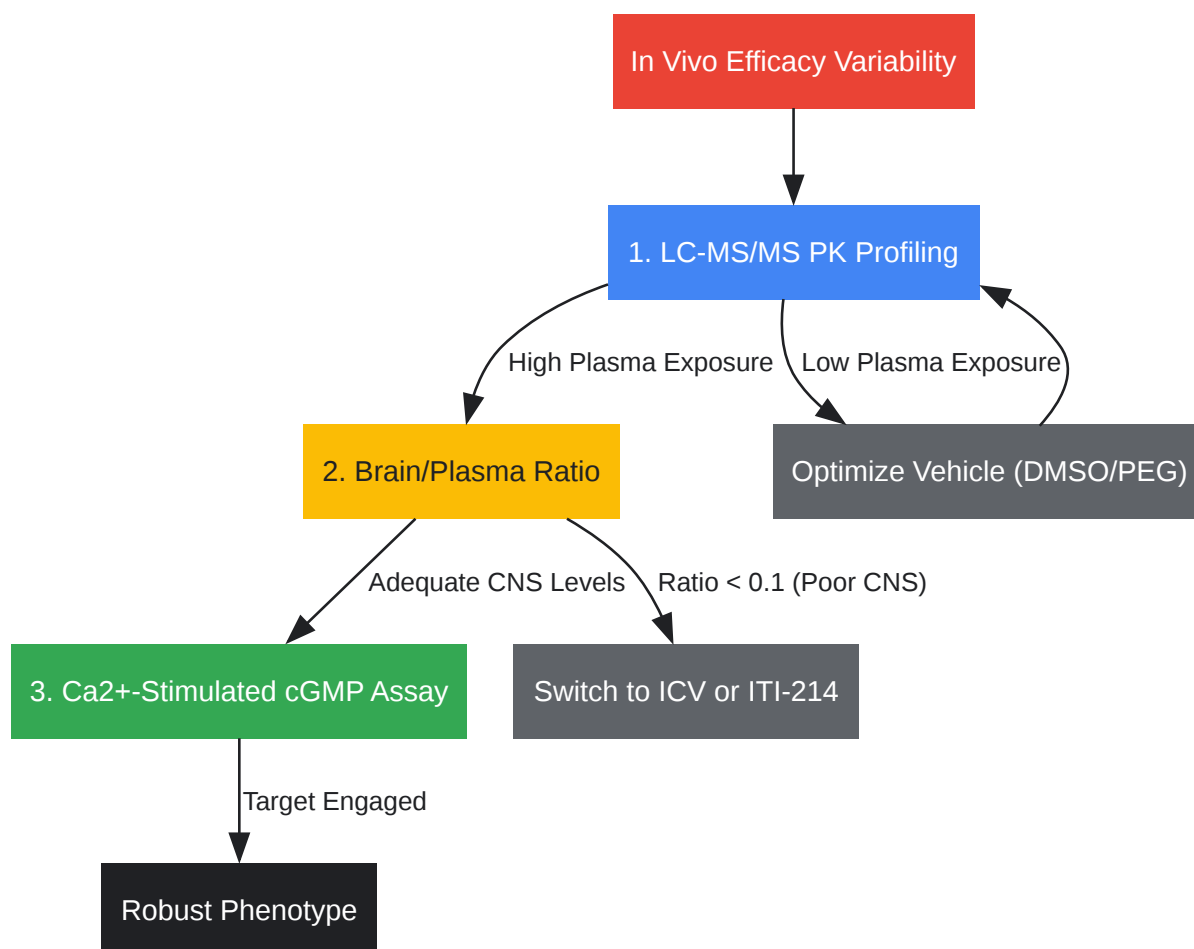 In Vivo Efficacy Variability
1. LC-MS/MS PK Profiling
High Plasma Exposure
Low Plasma Exposure
2. Brain/Plasma Ratio
Optimize Vehicle (DMSO/PEG)
Adequate CNS Levels
Ratio < 0.1 (Poor CNS)
3. Ca2+-Stimulated cGMP Assay
Switch to ICV or ITI-214
Target Engaged
Robust Phenotype